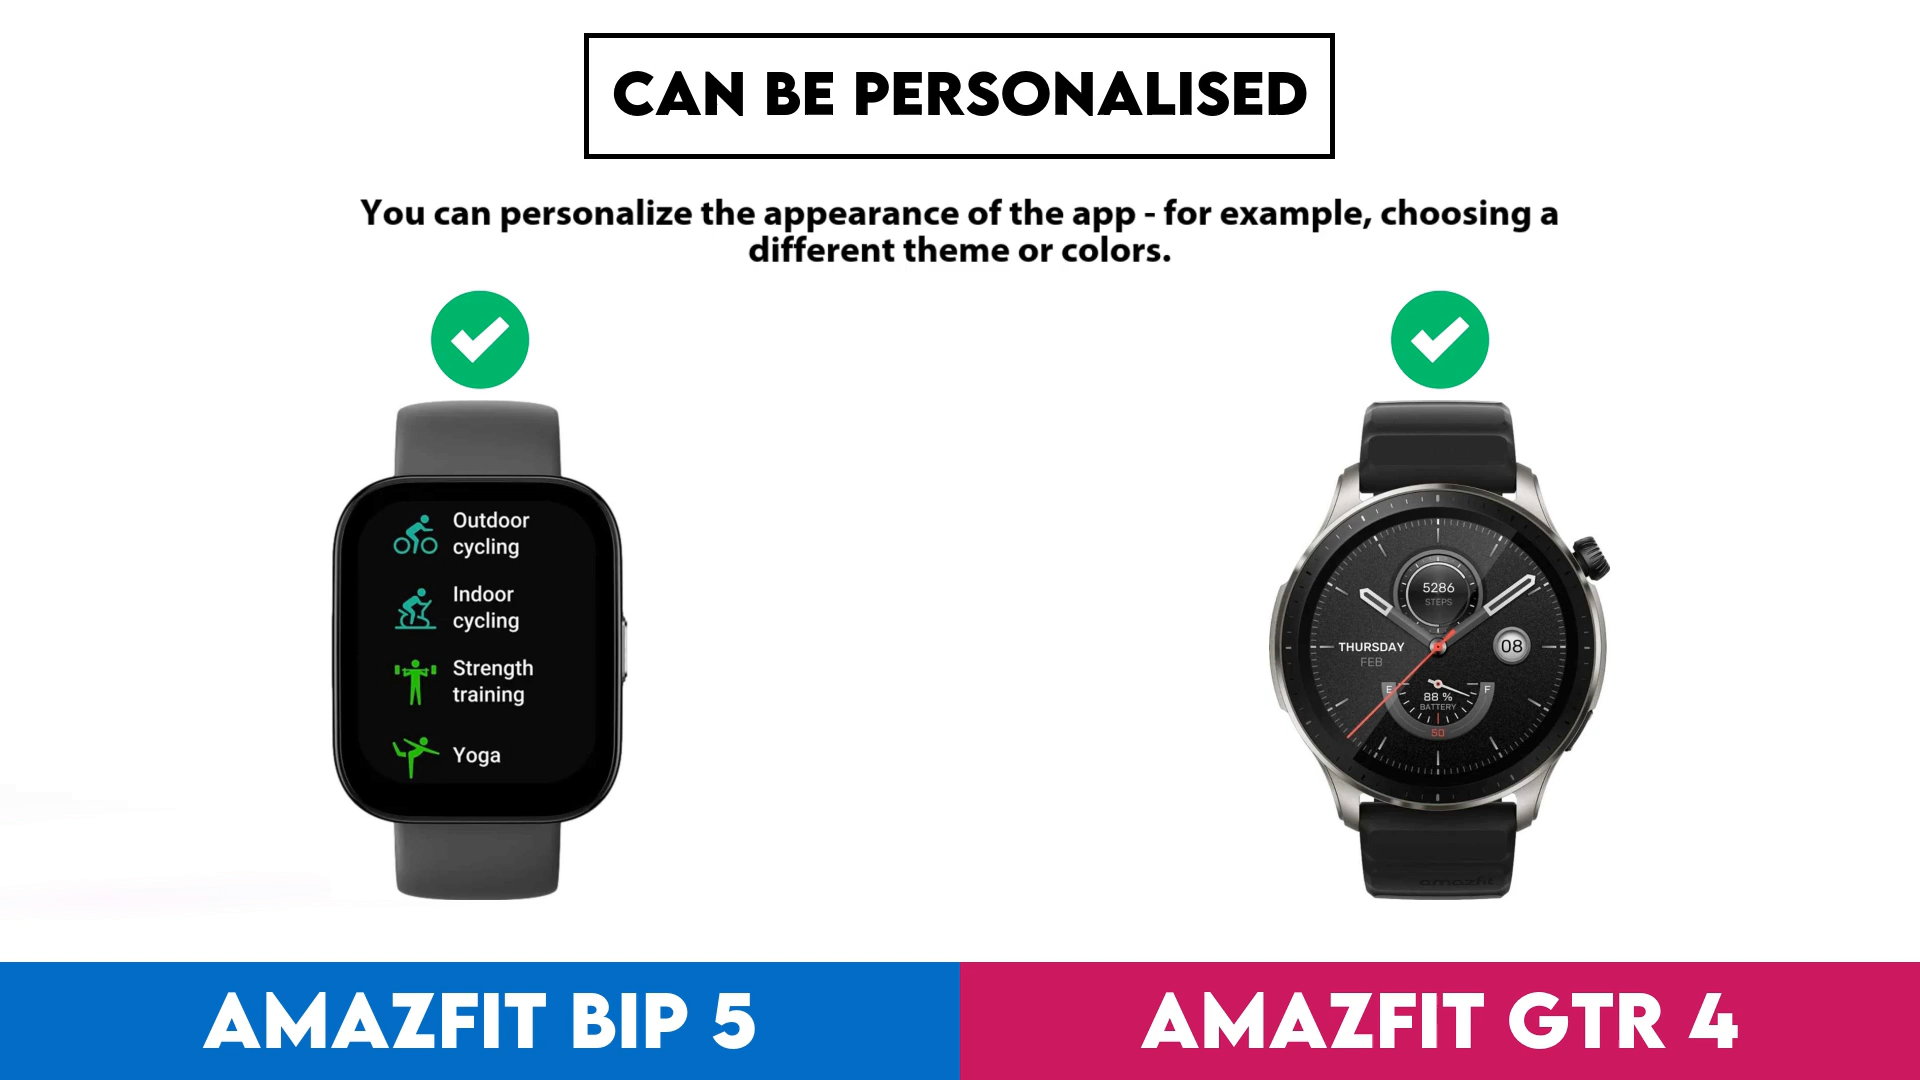 CAN BE PERSONALISED
You can personalize the appearance of the app - for example, choosing a
different theme or colors.
Outdoor
cycling
Indoor
cycling
Strength
training
Yoga
5286
STEPS
THURSDAY
FEB
08
E
F
88 %
BATTERY
50
amazfit
AMAZFIT BIP 5
AMAZFIT GTR 4